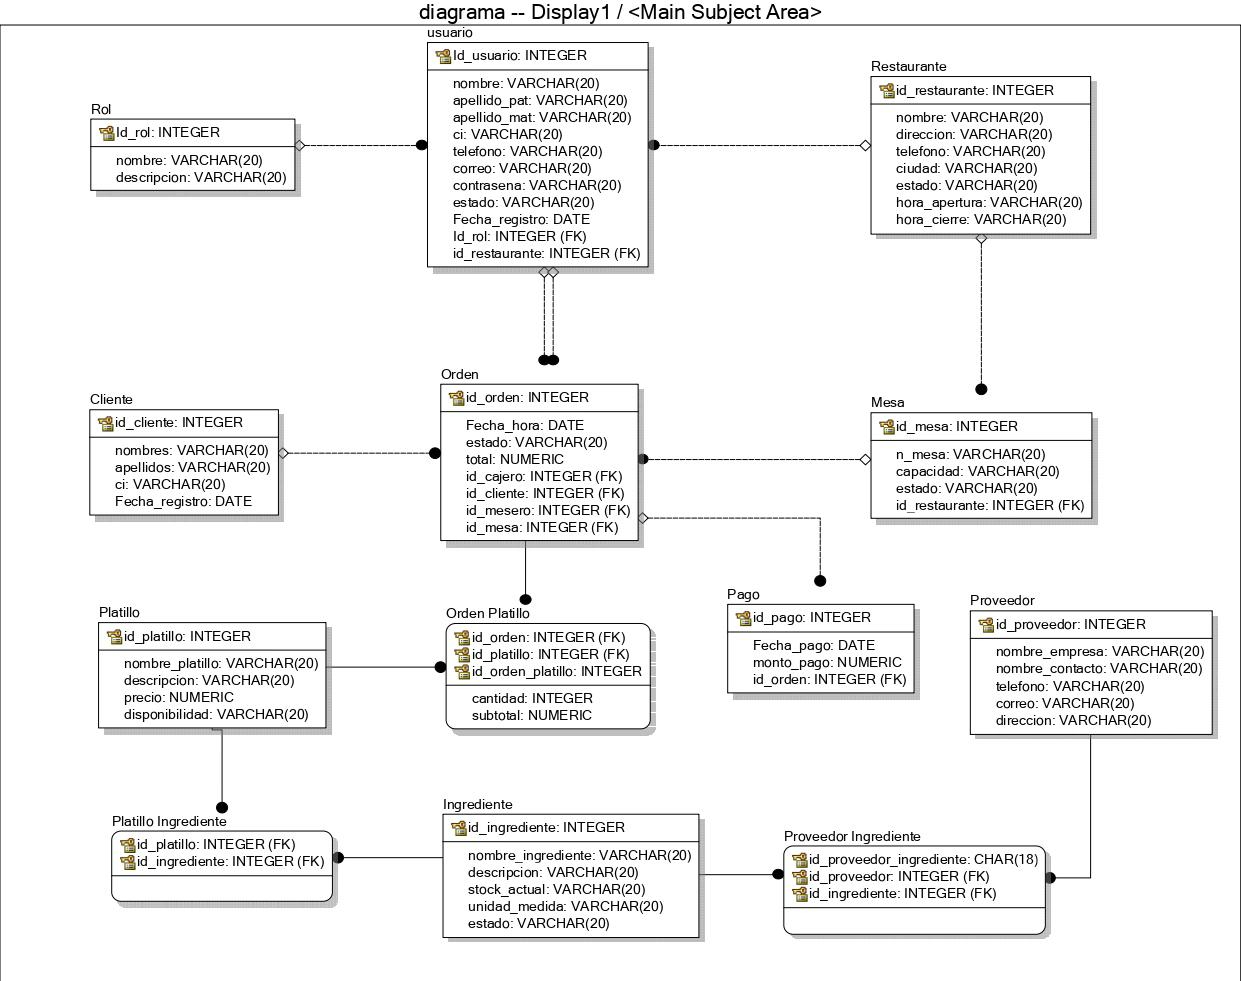 diagrama -- Display1 / <Main Subject Area>
usuario
Id_usuario: INTEGER
nombre: VARCHAR(20)
apellido_pat: VARCHAR(20)
apellido_mat: VARCHAR(20)
ci: VARCHAR(20)
telefono: VARCHAR(20)
correo: VARCHAR(20)
contrasena: VARCHAR(20)
estado: VARCHAR(20)
Fecha_registro: DATE
Id_rol: INTEGER (FK)
id_restaurante: INTEGER (FK)
Restaurante
id_restaurante: INTEGER
nombre: VARCHAR(20)
direccion: VARCHAR(20)
telefono: VARCHAR(20)
ciudad: VARCHAR(20)
estado: VARCHAR(20)
hora_apertura: VARCHAR(20)
hora_cierre: VARCHAR(20)
Rol
Id_rol: INTEGER
nombre: VARCHAR(20)
descripcion: VARCHAR(20)
Orden
id_orden: INTEGER
Fecha_hora: DATE
estado: VARCHAR(20)
total: NUMERIC
id_cajero: INTEGER (FK)
id_cliente: INTEGER (FK)
id_mesero: INTEGER (FK)
id_mesa: INTEGER (FK)
Cliente
id_cliente: INTEGER
nombres: VARCHAR(20)
apellidos: VARCHAR(20)
ci: VARCHAR(20)
Fecha_registro: DATE
Mesa
id_mesa: INTEGER
n_mesa: VARCHAR(20)
capacidad: VARCHAR(20)
estado: VARCHAR(20)
id_restaurante: INTEGER (FK)
Platillo
id_platillo: INTEGER
nombre_platillo: VARCHAR(20)
descripcion: VARCHAR(20)
precio: NUMERIC
disponibilidad: VARCHAR(20)
Orden Platillo
id_orden: INTEGER (FK)
id_platillo: INTEGER (FK)
id_orden_platillo: INTEGER
cantidad: INTEGER
subtotal: NUMERIC
Pago
id_pago: INTEGER
Fecha_pago: DATE
monto_pago: NUMERIC
id_orden: INTEGER (FK)
Proveedor
id_proveedor: INTEGER
nombre_empresa: VARCHAR(20)
nombre_contacto: VARCHAR(20)
telefono: VARCHAR(20)
correo: VARCHAR(20)
direccion: VARCHAR(20)
Platillo Ingrediente
id_platillo: INTEGER (FK)
id_ingrediente: INTEGER (FK)
Ingrediente
id_ingrediente: INTEGER
nombre_ingrediente: VARCHAR(20)
descripcion: VARCHAR(20)
stock_actual: VARCHAR(20)
unidad_medida: VARCHAR(20)
estado: VARCHAR(20)
Proveedor Ingrediente
id_proveedor_ingrediente: CHAR(18)
id_proveedor: INTEGER (FK)
id_ingrediente: INTEGER (FK)